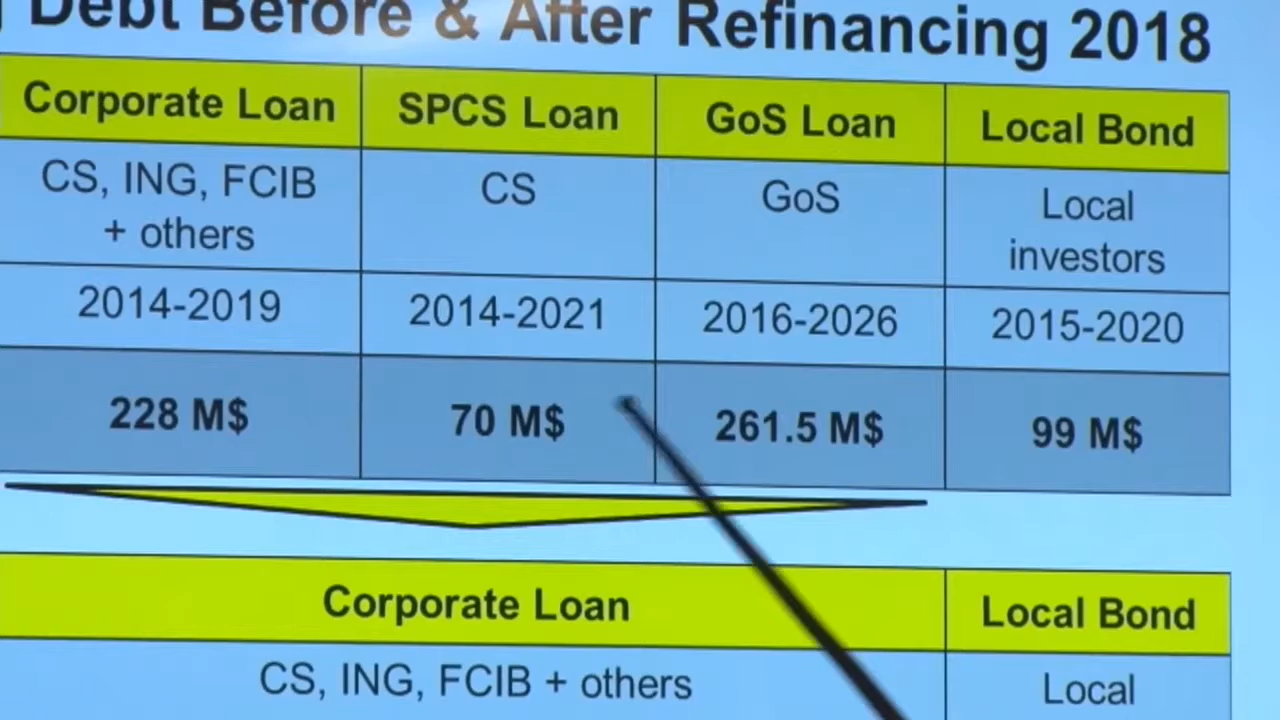 Debt Before & After Refinancing 2018
Corporate Loan SPCS Loan GoS Loan Local Bond
CS, ING, FCIB + others CS GoS Local investors
2014-2019 2014-2021 2016-2026 2015-2020
228 M$ 70 M$ 261.5 M$ 99 M$
Corporate Loan Local Bond
CS, ING, FCIB + others Local